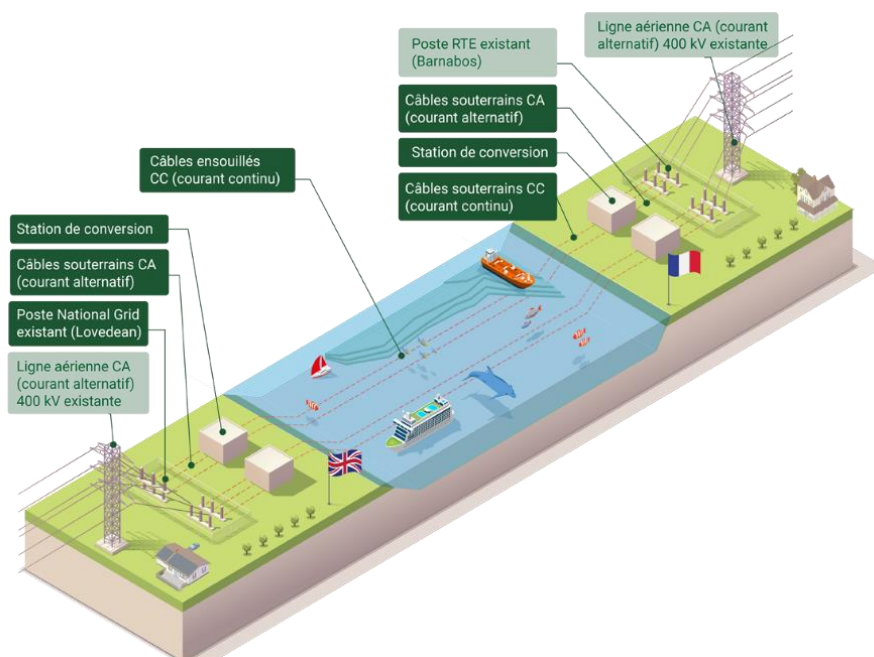 Poste RTE existant
(Barnabos)
Ligne aérienne CA (courant
alternatif) 400 kV existante
Câbles souterrains CA
(courant alternatif)
Station de conversion
Câbles souterrains CC
(courant continu)
Câbles ensouillés
CC (courant continu)
Station de conversion
Câbles souterrains CA
(courant alternatif)
Poste National Grid
existant (Lovedean)
Ligne aérienne CA
(courant alternatif)
400 kV existante